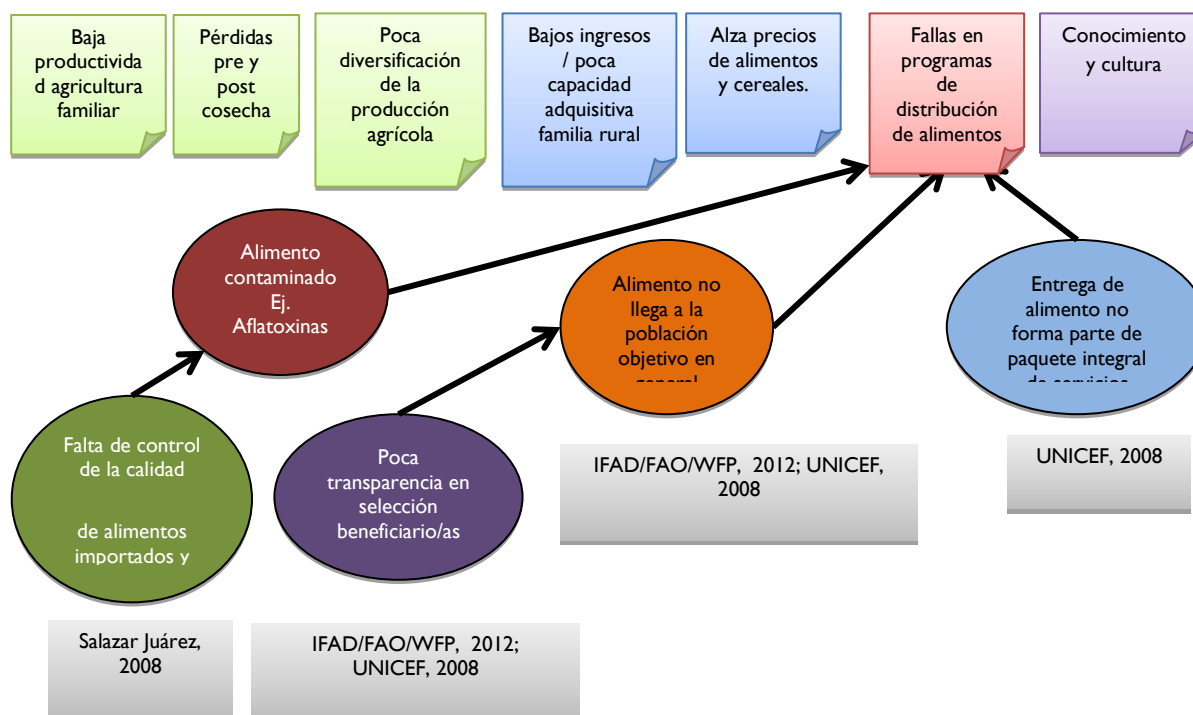 Baja
productivida
d agricultura
familiar
Pérdidas
pre y
post
cosecha
Poca
diversificación
de la
producción
agrícola
Bajos ingresos
/ poca
capacidad
adquisitiva
familia rural
Alza precios
de alimentos
y cereales.
Fallas en
programas
de
distribución
de alimentos
Conocimiento
y cultura
Alimento
contaminado
Ej.
Aflatoxinas
Alimento no
llega a la
población
objetivo en
general
Entrega de
alimento no
forma parte de
paquete integral
de servicios
Falta de control
de la calidad
de alimentos
importados y
Poca
transparencia en
selección
beneficiario/as
IFAD/FAO/WFP, 2012; UNICEF,
2008
UNICEF, 2008
Salazar Juárez,
2008
IFAD/FAO/WFP, 2012;
UNICEF, 2008